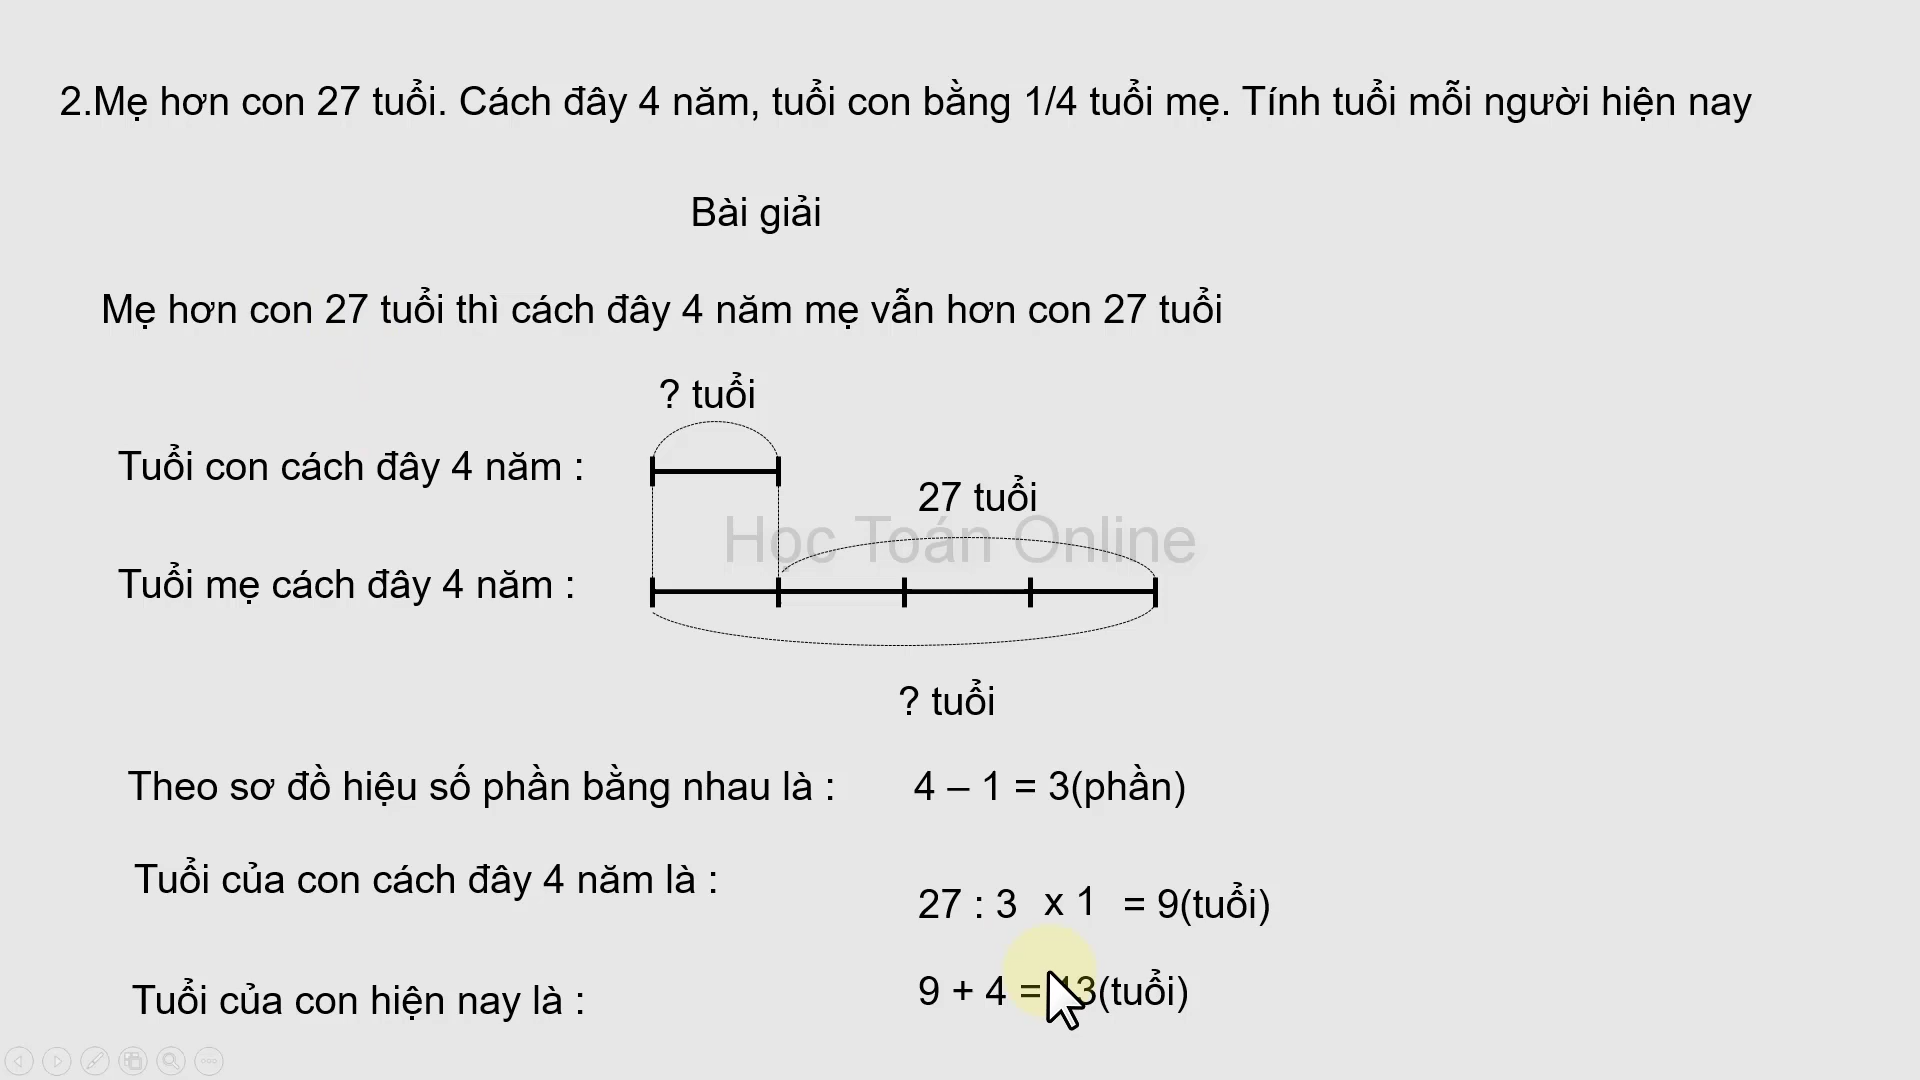 2.Mẹ hơn con 27 tuổi. Cách đây 4 năm, tuổi con bằng 1/4 tuổi mẹ. Tính tuổi mỗi người hiện nay
Bài giải
Mẹ hơn con 27 tuổi thì cách đây 4 năm mẹ vẫn hơn con 27 tuổi
? tuổi
Tuổi con cách đây 4 năm :
27 tuổi
Học Toán Online
Tuổi mẹ cách đây 4 năm :
? tuổi
Theo sơ đồ hiệu số phần bằng nhau là : 4 – 1 = 3(phần)
Tuổi của con cách đây 4 năm là : 27 : 3 x 1 = 9(tuổi)
Tuổi của con hiện nay là : 9 + 4 = 13(tuổi)